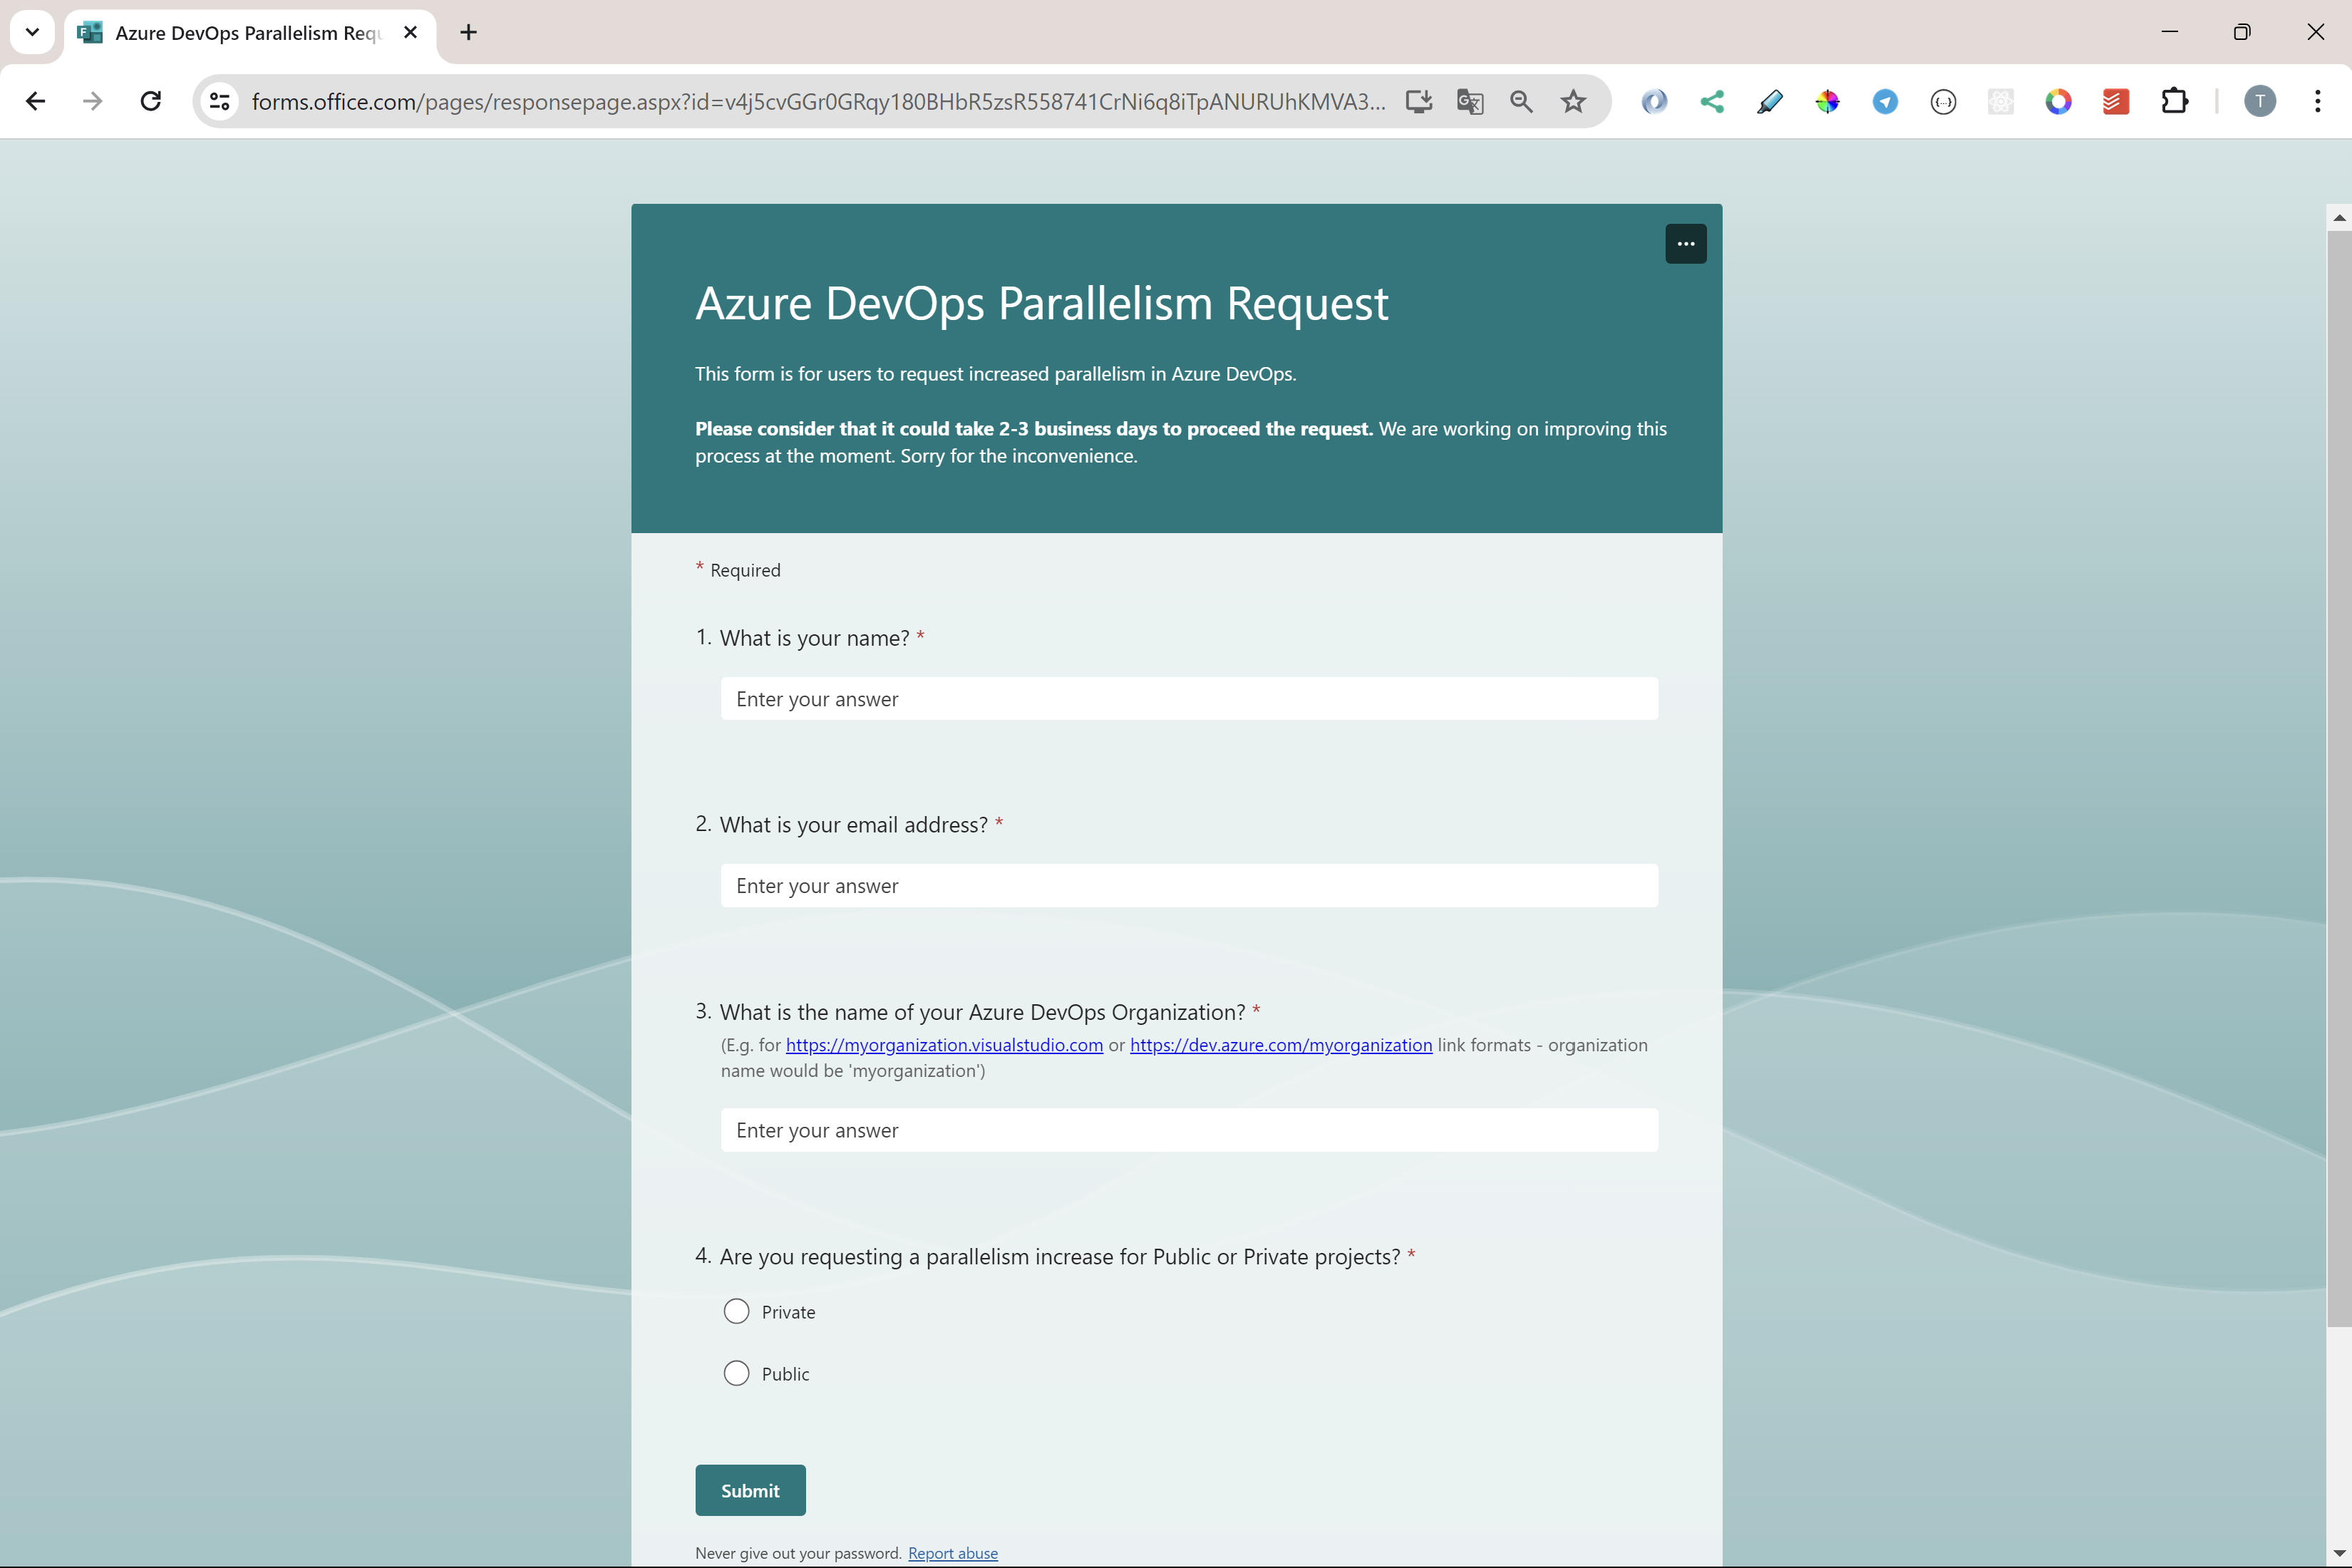 Azure DevOps Parallelism Requ
forms.office.com/pages/responsepage.aspx?id=v4j5cvGGr0GRqy180BHbR5zsR558741CrNi6q8iTpANURUhKMVA3...
T
Azure DevOps Parallelism Request
This form is for users to request increased parallelism in Azure DevOps.
Please consider that it could take 2-3 business days to proceed the request. We are working on improving this
process at the moment. Sorry for the inconvenience.
* Required
1. What is your name? *
Enter your answer
2. What is your email address? *
Enter your answer
3. What is the name of your Azure DevOps Organization? *
(E.g. for https://myorganization.visualstudio.com or https://dev.azure.com/myorganization link formats - organization
name would be 'myorganization')
Enter your answer
4. Are you requesting a parallelism increase for Public or Private projects? *
Private
Public
Submit
Never give out your password. Report abuse